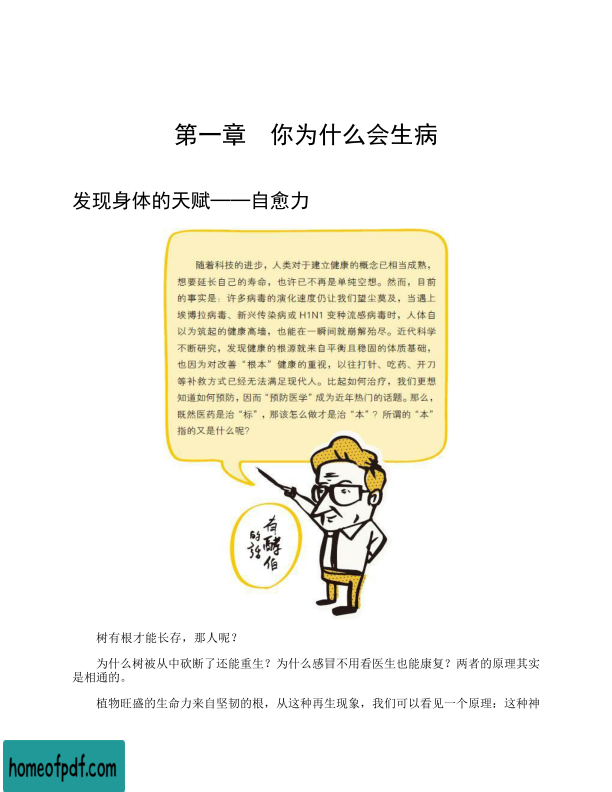 第一章 你为什么会生病
发现身体的天赋——自愈力
随着科技的进步，人类对于建立健康的概念已相当成熟，
想要延长自己的寿命，也许已不再是单纯空想。然而，目前
的事实是：许多病毒的演化速度仍让我们望尘莫及，当遇上
埃博拉病毒、新兴传染病或H1N1变种流感病毒时，人体自
以为筑起的健康高墙，也能在一瞬间就崩解殆尽。近代科学
不断研究，发现健康的根源就来自平衡且稳固的体质基础，
也因为对改善“根本”健康的重视，以往打针、吃药、开刀
等补救方式已经无法满足现代人。比起如何治疗，我们更想
知道如何预防，因而“预防医学”成为近年热门的话题。那么，
既然医药是治“标”，那该怎么做才是治“本”？所谓的“本”
指的又是什么呢？
有酵伯
的话
树有根才能长存，那人呢？
为什么树被从中砍断了还能重生？为什么感冒不用看医生也能康复？两者的原理其实
是相通的。
植物旺盛的生命力来自坚韧的根，从这种再生现象，我们可以看见一个原理：这种神
homeofpdf.com